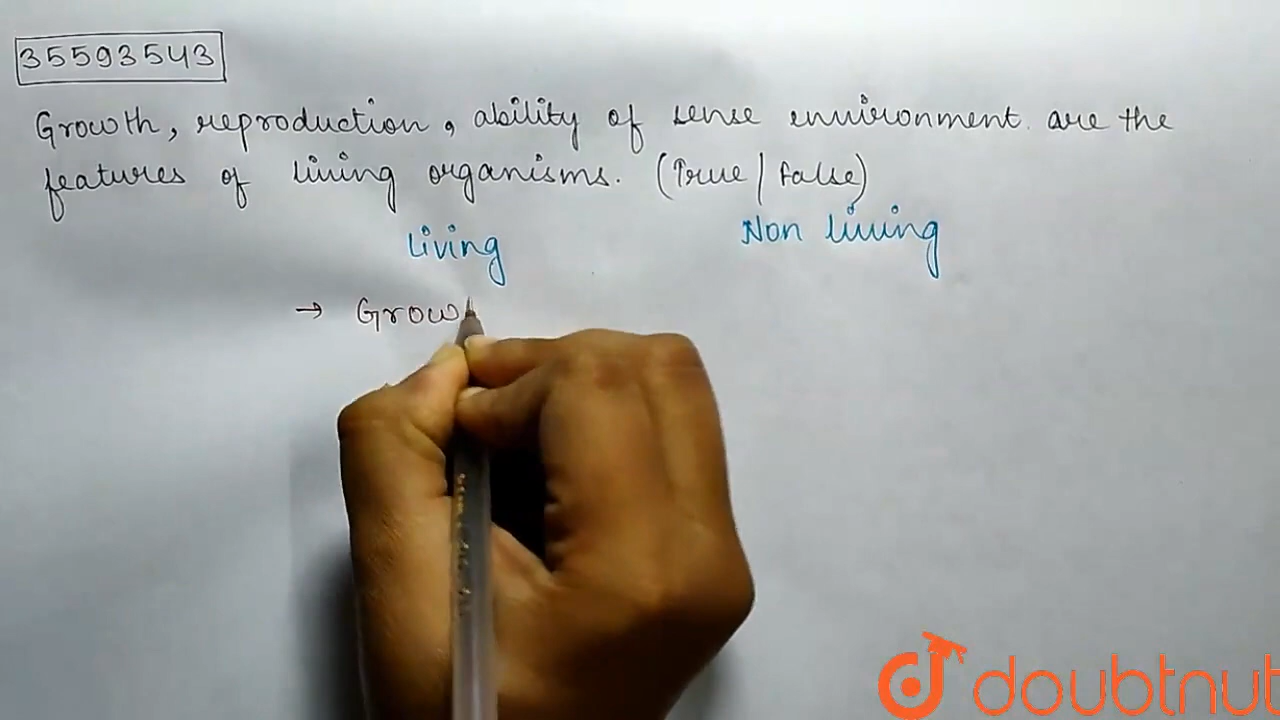 35593543
Growth, reproduction, ability of sense environment are the
features of living organisms. (True/False)
Living Non living
→ Grow
doubtnut